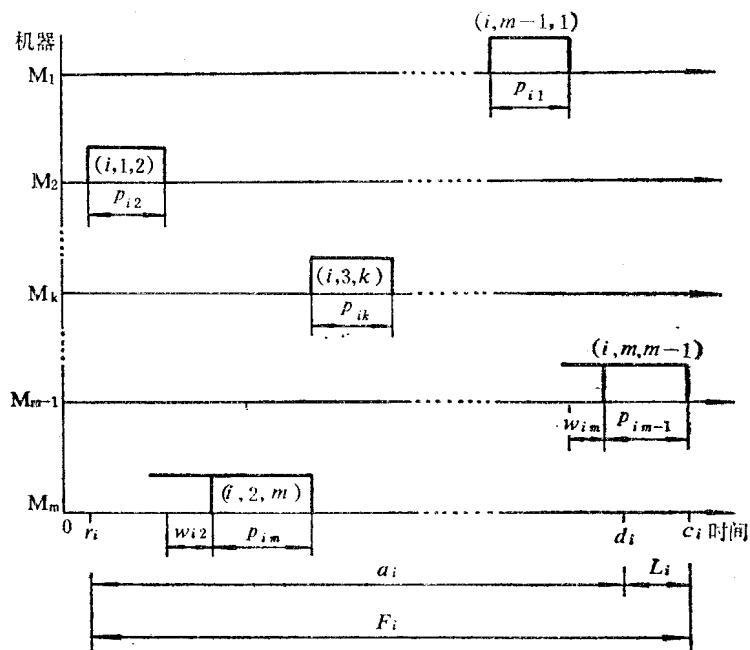 机器
(i,m-1,1)
M₁
p_{i1}
(i,1,2)
M₂
p_{i2}
(i,3,k)
M_k
p_{ik}
(i,m,m-1)
M_{m-1}
w_{im}
p_{im-1}
(i,2,m)
M_m
0
r_i
w_{i2}
p_{im}
d_i
c_i
时间
a_i
L_i
F_i